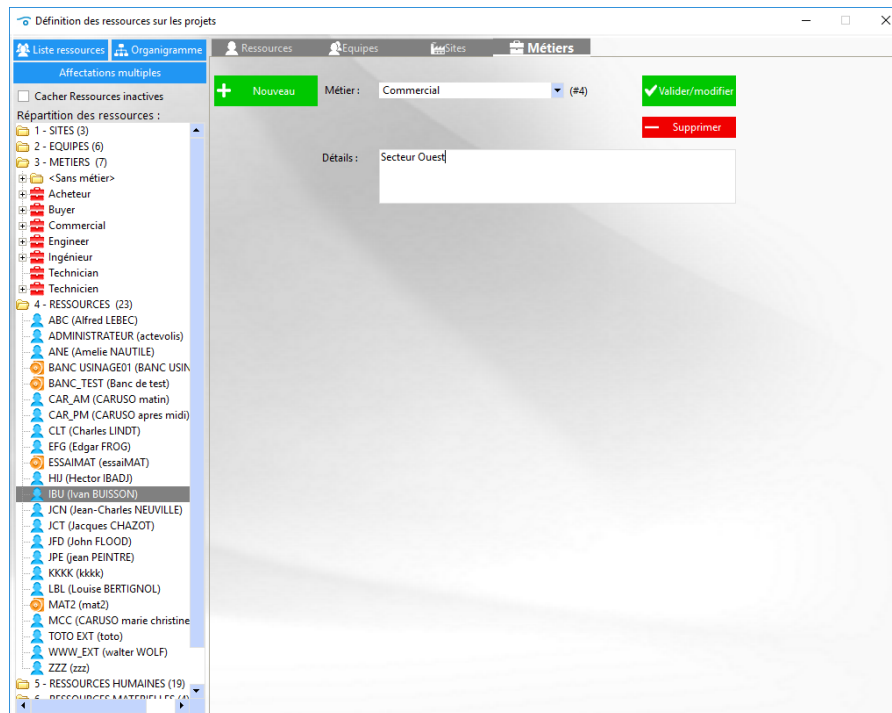 Définition des ressources sur les projets
Liste ressources
Organigramme
Ressources
Equipes
Sites
Métiers
Affectations multiples
Nouveau
Métier :
Commercial
(#4)
Valider/modifier
Cacher Ressources inactives
Répartition des ressources :
Supprimer
Détails :
Secteur Ouest
1 - SITES (3)
2 - EQUIPES (6)
3 - METIERS (7)
<Sans métier>
Acheteur
Buyer
Commercial
Engineer
Ingénieur
Technician
Technicien
4 - RESSOURCES (23)
ABC (Alfred LEBEC)
ADMINISTRATEUR (actevolis)
ANE (Amelie NAUTILE)
BANC USINAGE01 (BANC USIN
BANC_TEST (Banc de test)
CAR_AM (CARUSO matin)
CAR_PM (CARUSO apres midi)
CLT (Charles LINDT)
EFG (Edgar FROG)
ESSAIMAT (essaiMAT)
HIJ (Hector IBADJ)
IBU (Ivan BUISSON)
JCN (Jean-Charles NEUVILLE)
JCT (Jacques CHAZOT)
JFD (John FLOOD)
JPE (jean PEINTRE)
KKKK (kkkk)
LBL (Louise BERTIGNOL)
MAT2 (mat2)
MCC (CARUSO marie christine
TOTO EXT (toto)
WWW_EXT (walter WOLF)
ZZZ (zzz)
5 - RESSOURCES HUMAINES (19)
6 - RESSOURCES MATERIELLES (4)